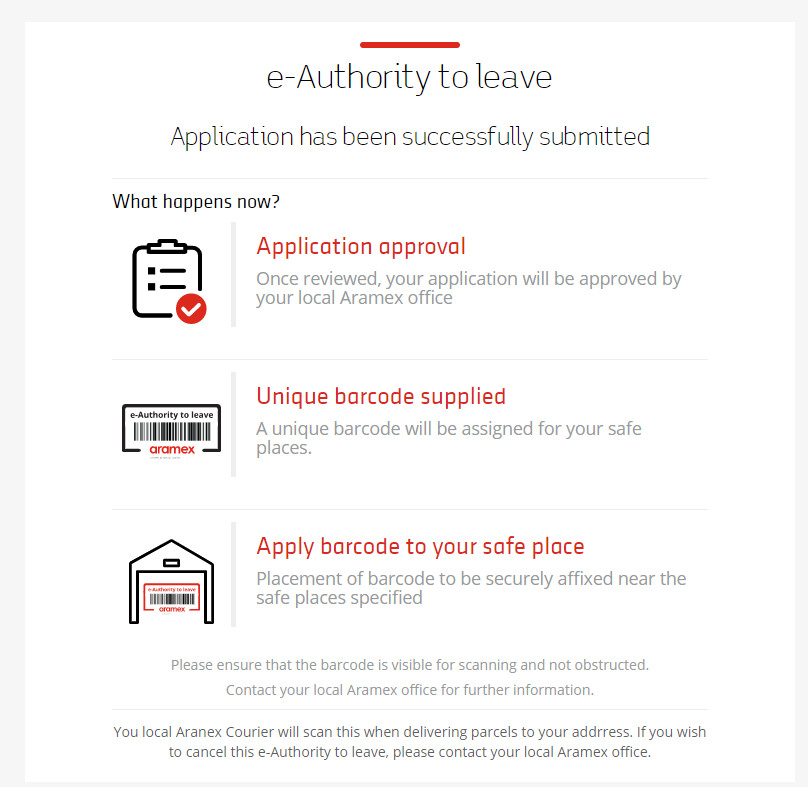 e-Authority to leave
Application has been successfully submitted
What happens now?
Application approval
Once reviewed, your application will be approved by
your local Aramex office
e-Authority to leave
aramex
Unique barcode supplied
A unique barcode will be assigned for your safe
places.
e-Authority to leave
aramex
Apply barcode to your safe place
Placement of barcode to be securely affixed near the
safe places specified
Please ensure that the barcode is visible for scanning and not obstructed.
Contact your local Aramex office for further information.
You local Aranex Courier will scan this when delivering parcels to your addrress. If you wish
to cancel this e-Authority to leave, please contact your local Aramex office.